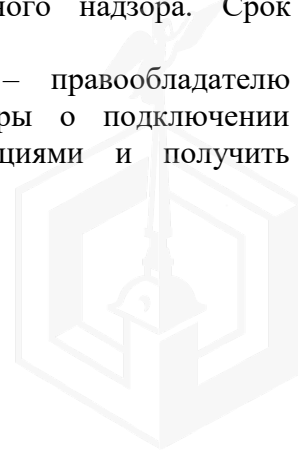 ного надзора. Срок
– правообладателю
ры о подключении
циями и получить